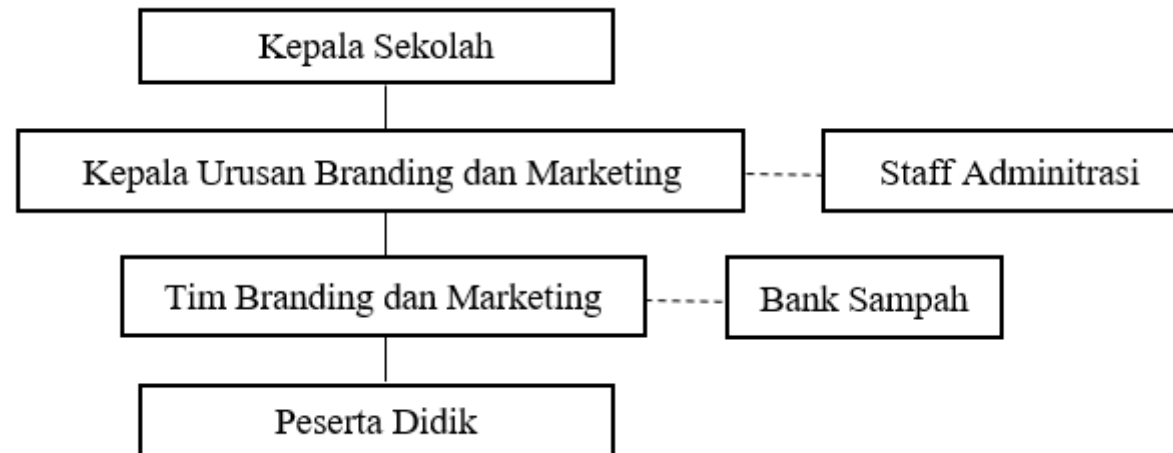 Kepala Sekolah
Kepala Urusan Branding dan Marketing
Staff Adminitrasi
Tim Branding dan Marketing
Bank Sampah
Peserta Didik